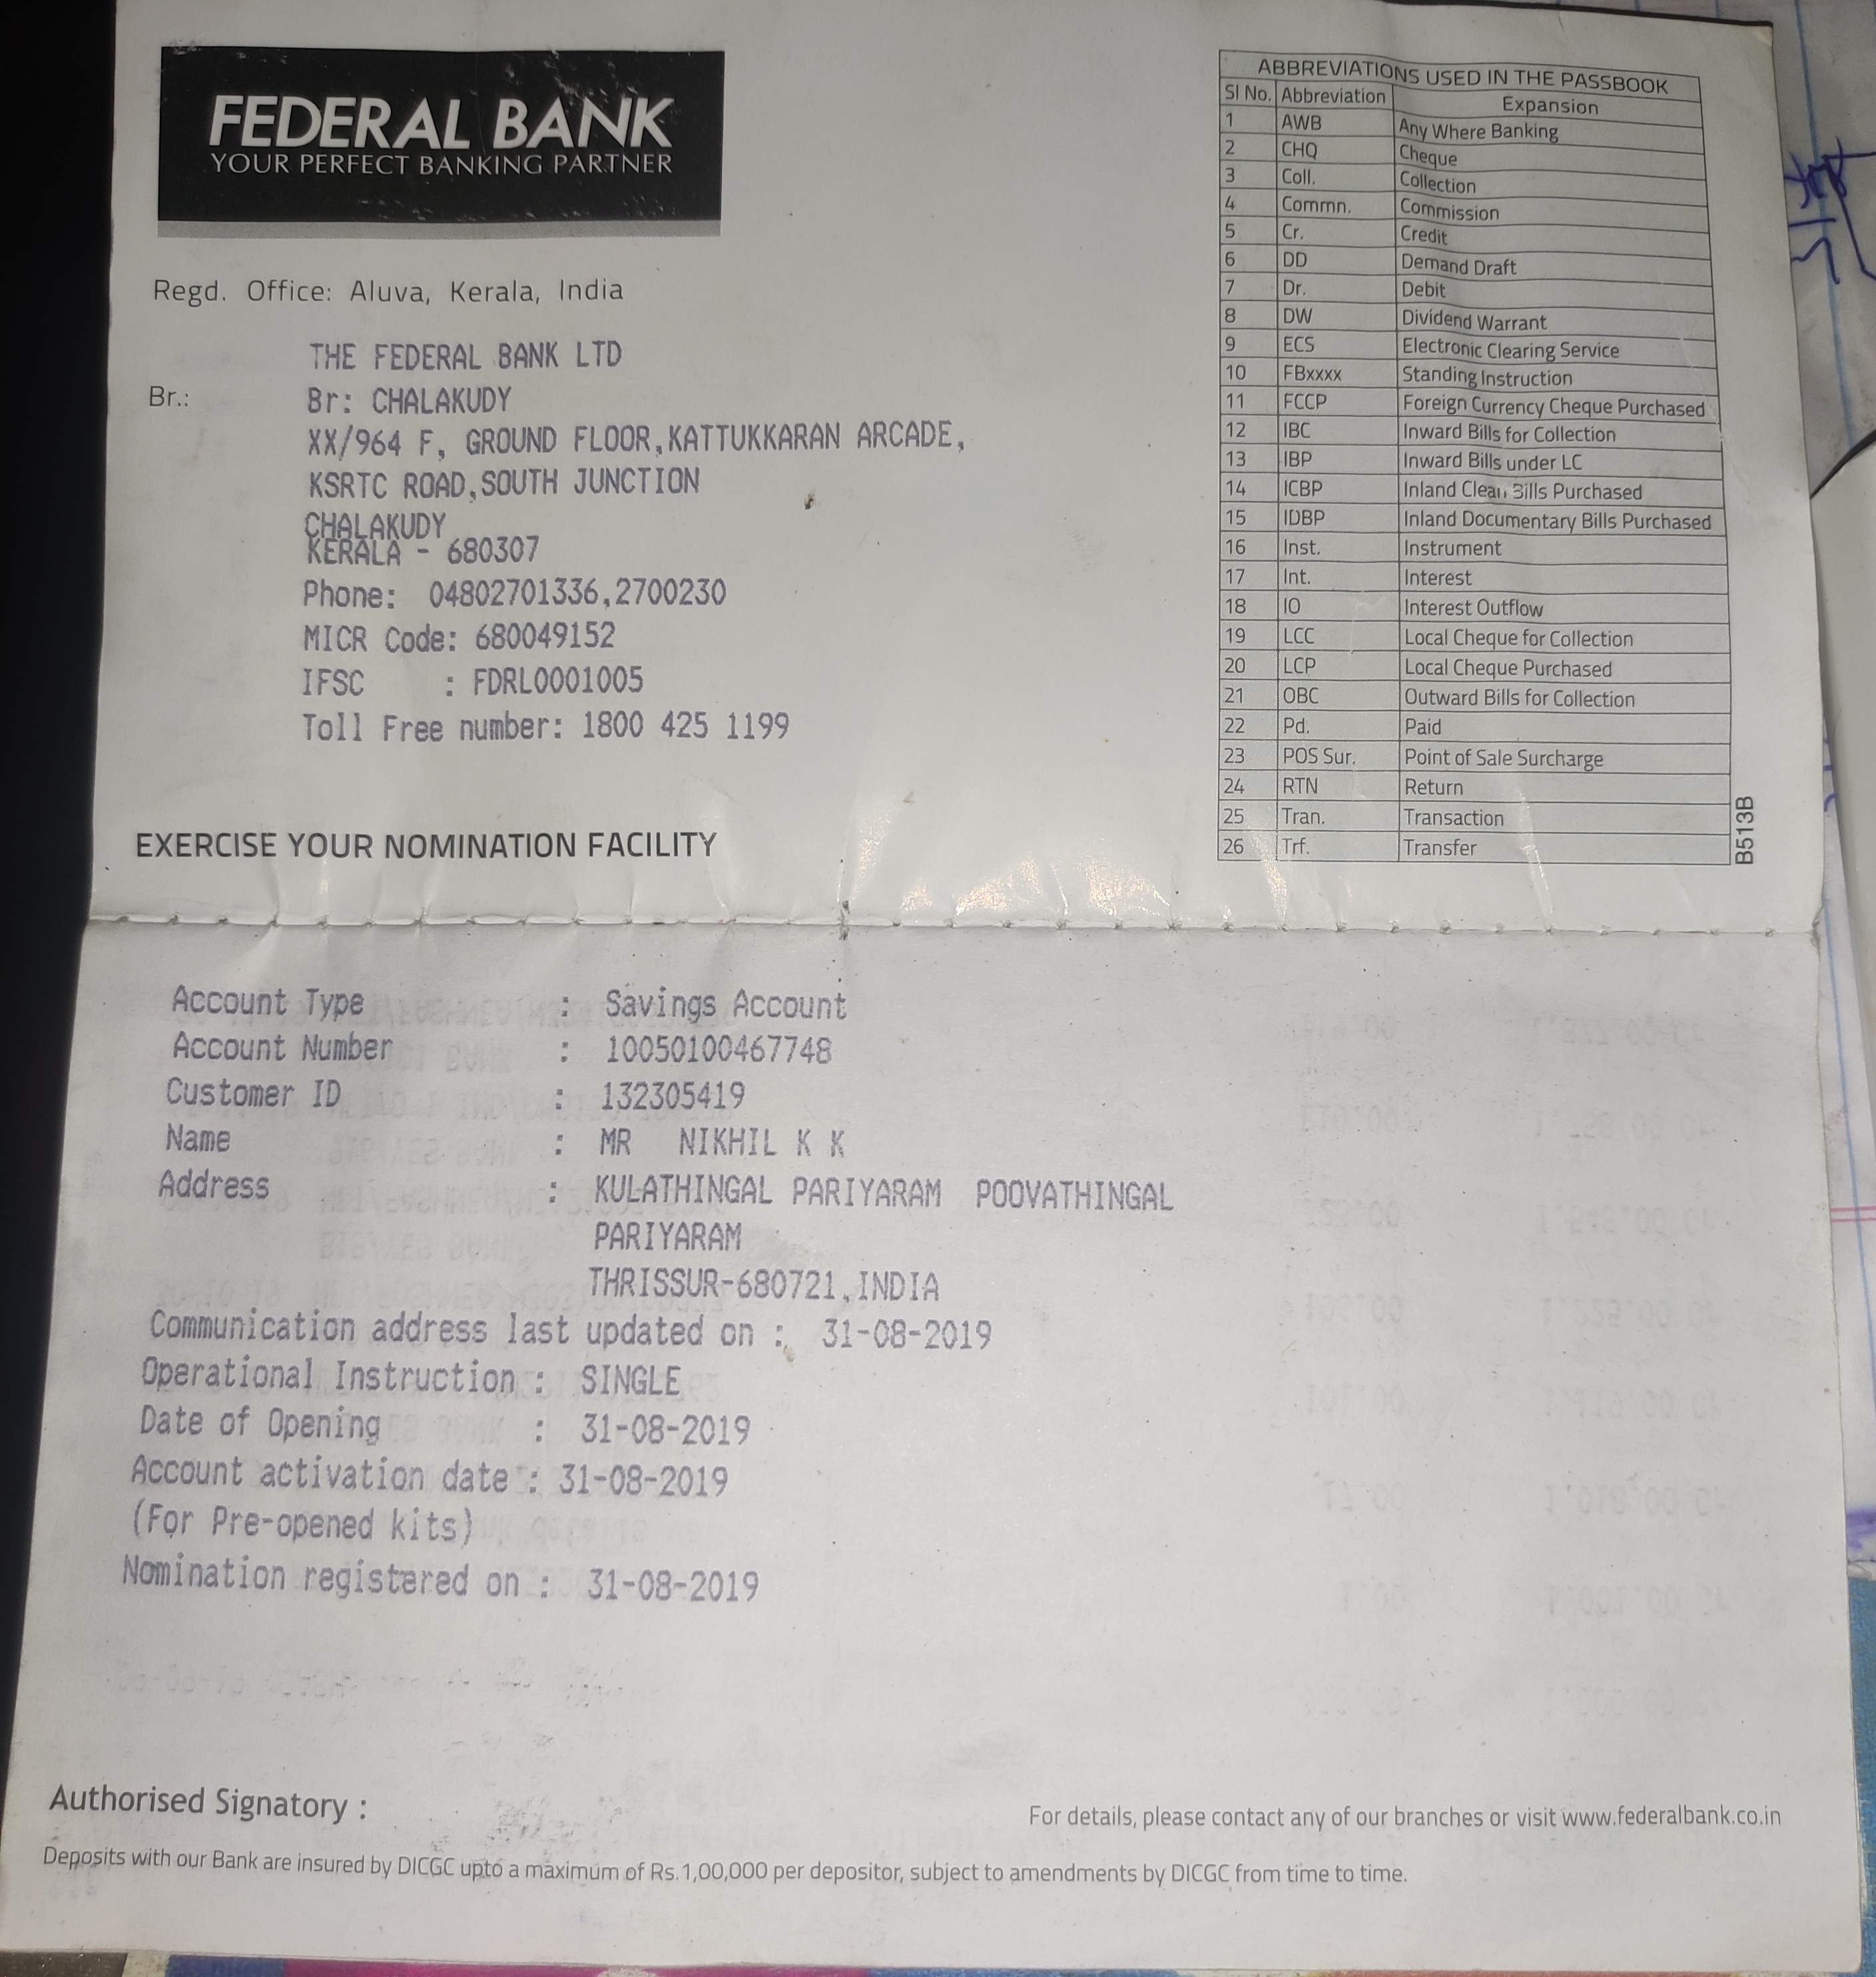 FEDERAL BANK
YOUR PERFECT BANKING PARTNER
Regd. Office: Aluva, Kerala, India
THE FEDERAL BANK LTD
Br.: Br: CHALAKUDY
XX/964 F, GROUND FLOOR,KATTUKKARAN ARCADE,
KSRTC ROAD,SOUTH JUNCTION
CHALAKUDY
KERALA - 680307
Phone: 04802701336,2700230
MICR Code: 680049152
IFSC : FDRL0001005
Toll Free number: 1800 425 1199
EXERCISE YOUR NOMINATION FACILITY
ABBREVIATIONS USED IN THE PASSBOOK
Sl No. Abbreviation Expansion
1 AWB Any Where Banking
2 CHQ Cheque
3 Coll. Collection
4 Commn. Commission
5 Cr. Credit
6 DD Demand Draft
7 Dr. Debit
8 DW Dividend Warrant
9 ECS Electronic Clearing Service
10 FBxxxx Standing Instruction
11 FCCP Foreign Currency Cheque Purchased
12 IBC Inward Bills for Collection
13 IBP Inward Bills under LC
14 ICBP Inland Clean Bills Purchased
15 IDBP Inland Documentary Bills Purchased
16 Inst. Instrument
17 Int. Interest
18 IO Interest Outflow
19 LCC Local Cheque for Collection
20 LCP Local Cheque Purchased
21 OBC Outward Bills for Collection
22 Pd. Paid
23 POS Sur. Point of Sale Surcharge
24 RTN Return
25 Tran. Transaction
26 Trf. Transfer
B513B
Account Type : Savings Account
Account Number : 10050100467748
Customer ID : 132305419
Name : MR NIKHIL K K
Address : KULATHINGAL PARIYARAM POOVATHINGAL
PARIYARAM
THRISSUR-680721,INDIA
Communication address last updated on : 31-08-2019
Operational Instruction : SINGLE
Date of Opening : 31-08-2019
Account activation date : 31-08-2019
(For Pre-opened kits)
Nomination registered on : 31-08-2019
Authorised Signatory :
For details, please contact any of our branches or visit www.federalbank.co.in
Deposits with our Bank are insured by DICGC upto a maximum of Rs.1,00,000 per depositor, subject to amendments by DICGC from time to time.